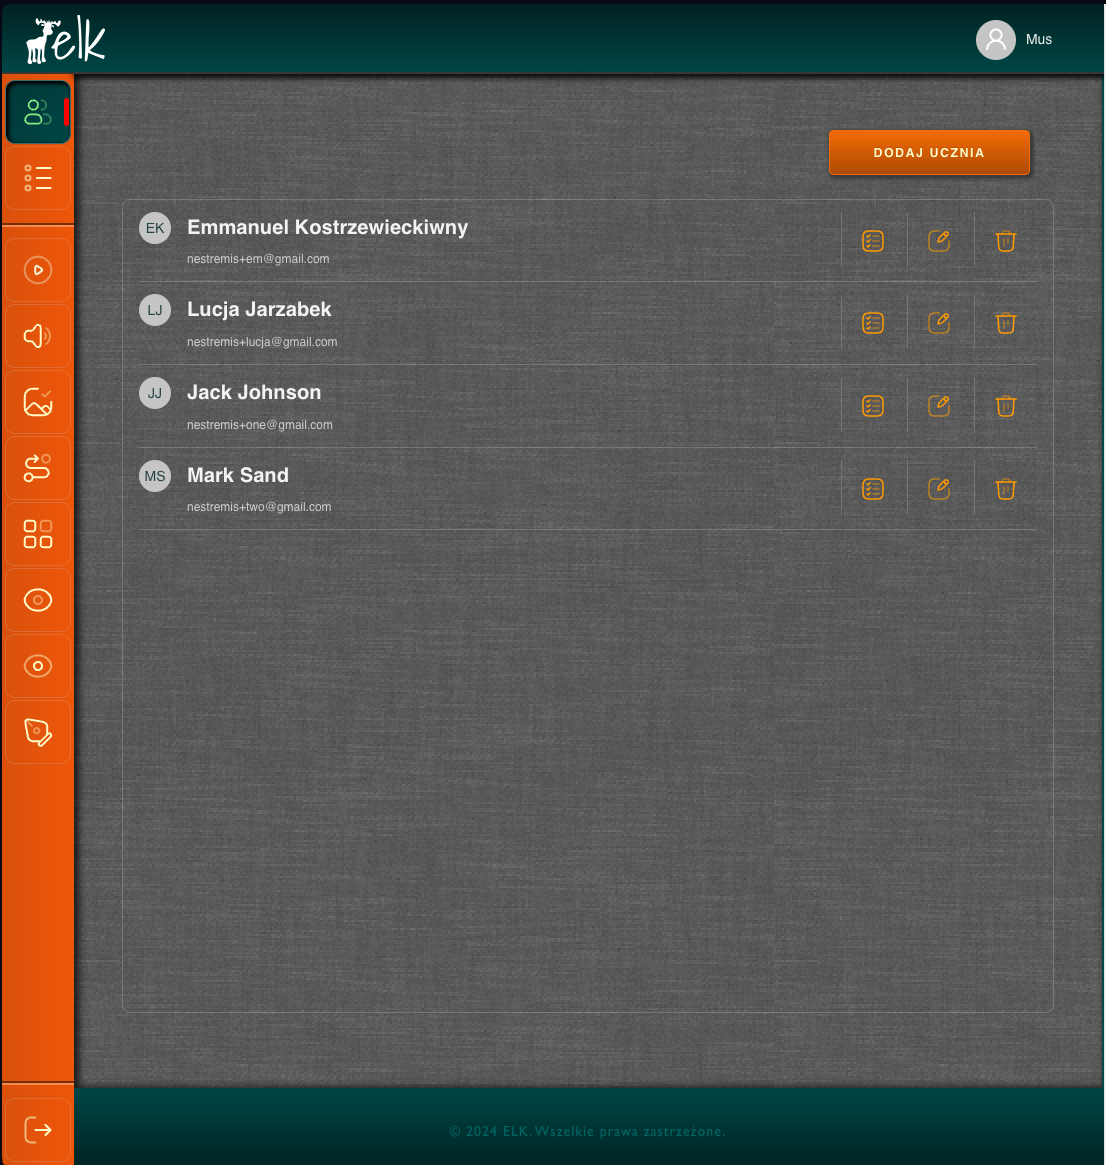 elk
Mus
DODAJ UCZNIA
EK
Emmanuel Kostrzewieckiwny
nestremis+em@gmail.com
LJ
Lucja Jarzabek
nestremis+lucja@gmail.com
JJ
Jack Johnson
nestremis+one@gmail.com
MS
Mark Sand
nestremis+two@gmail.com
© 2024 ELK. Wszelkie prawa zastrzeżone.